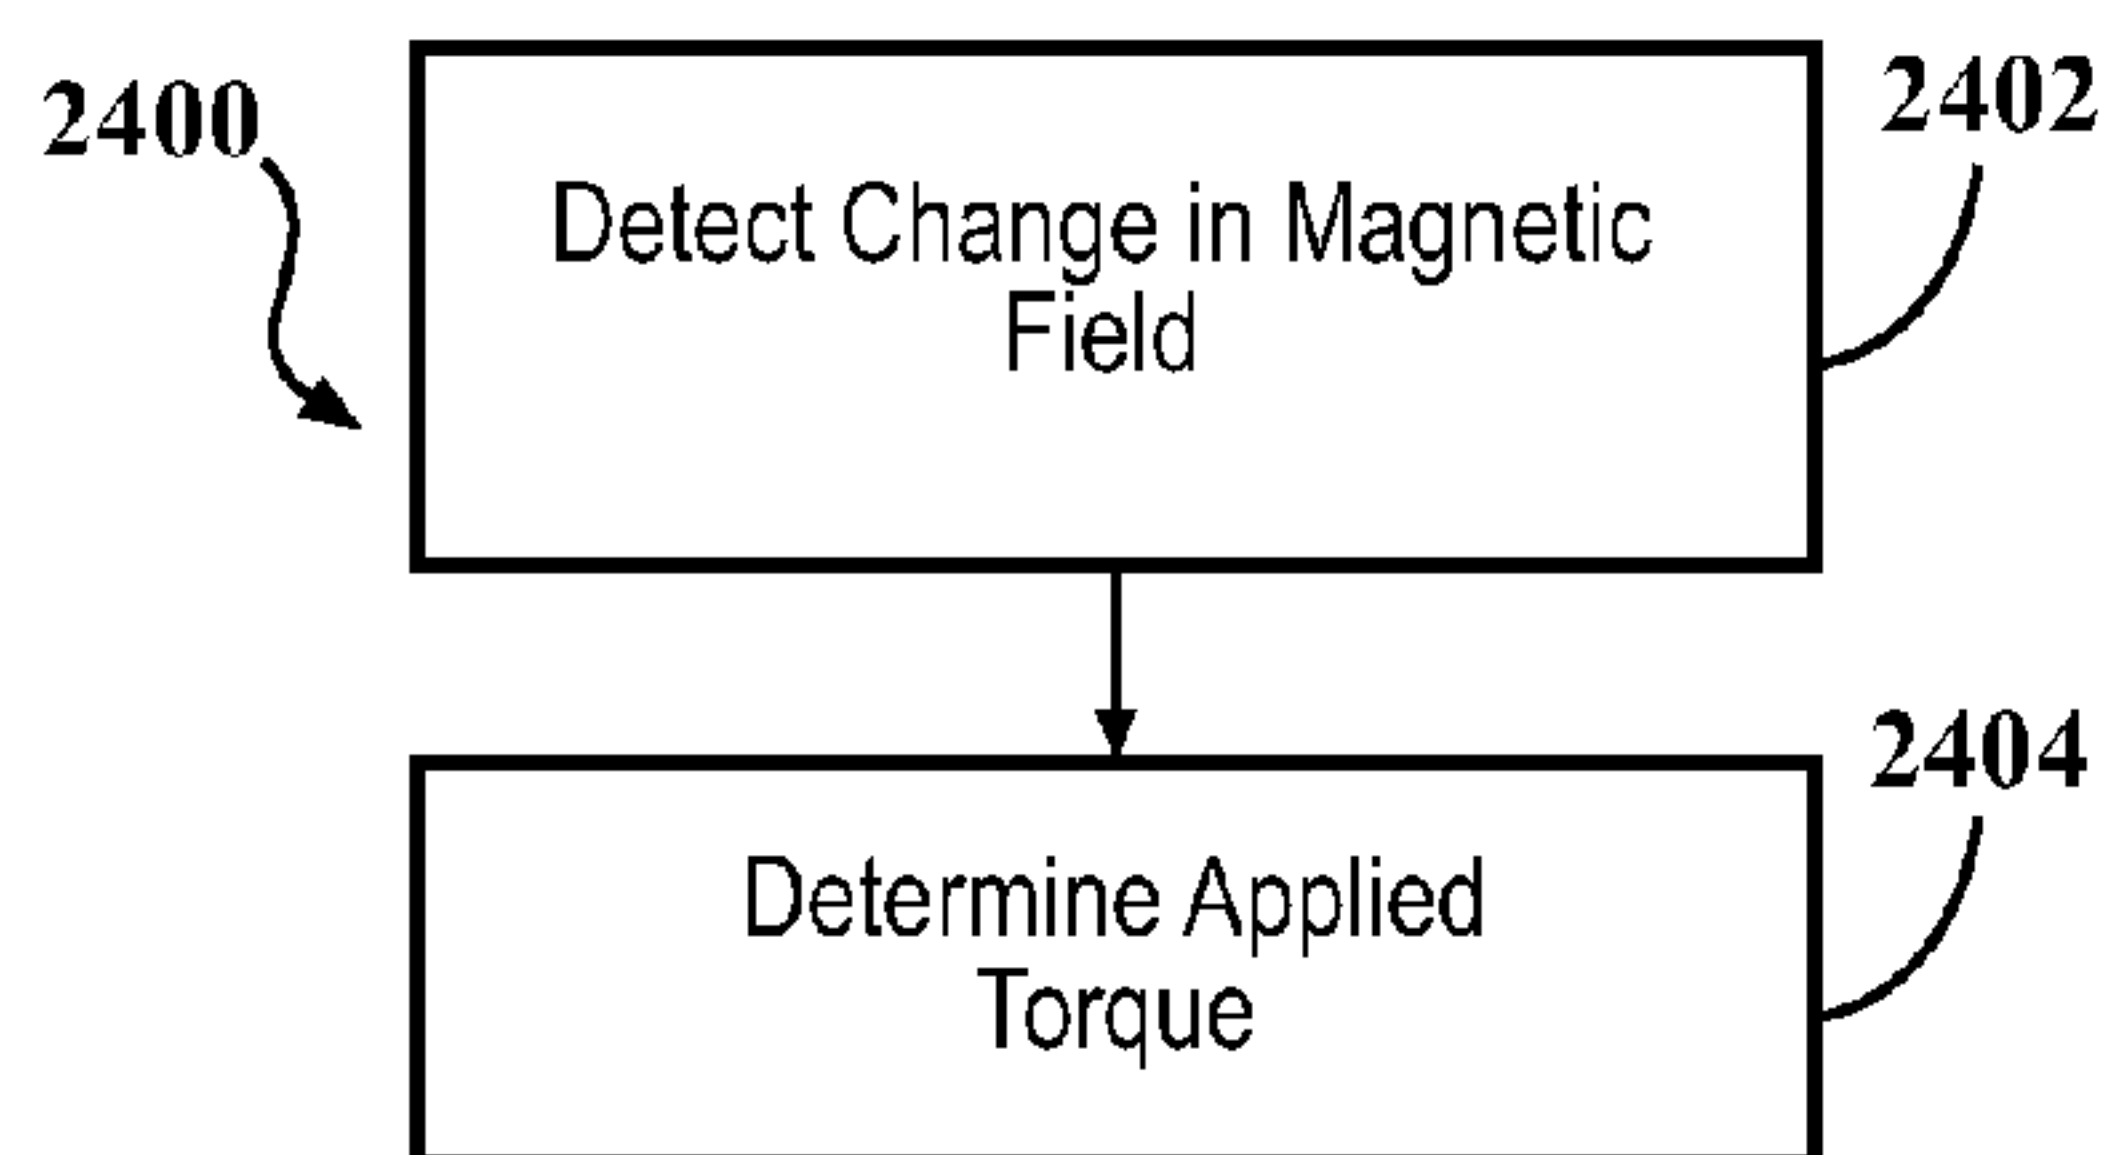 2400
2402
Detect Change in Magnetic
Field
2404
Determine Applied
Torque